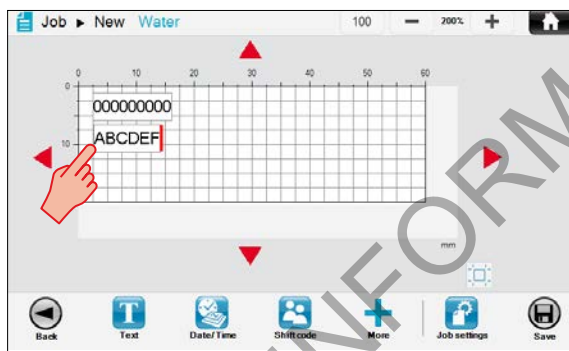 Job ► New Water 100 200%
0 10 20 30 40 50 60
0
000000000
ABCDEF
10
mm
Back Text Date/Time Shift code More Job settings Save
INFORM